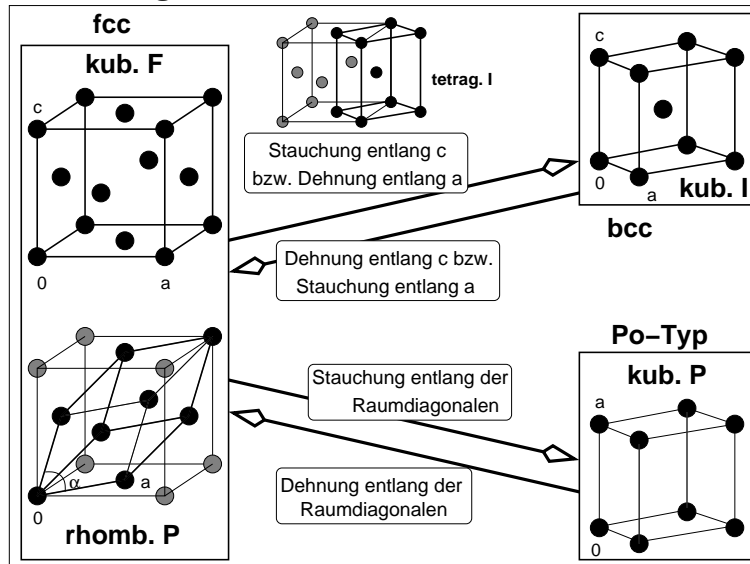 fcc
kub. F
c
0
a
tetrag. I
Stauchung entlang c
bzw. Dehnung entlang a
Dehnung entlang c bzw.
Stauchung entlang a
c
0
a
kub. I
bcc
α
a
0
rhomb. P
Stauchung entlang der
Raumdiagonalen
Dehnung entlang der
Raumdiagonalen
Po–Typ
kub. P
a
0